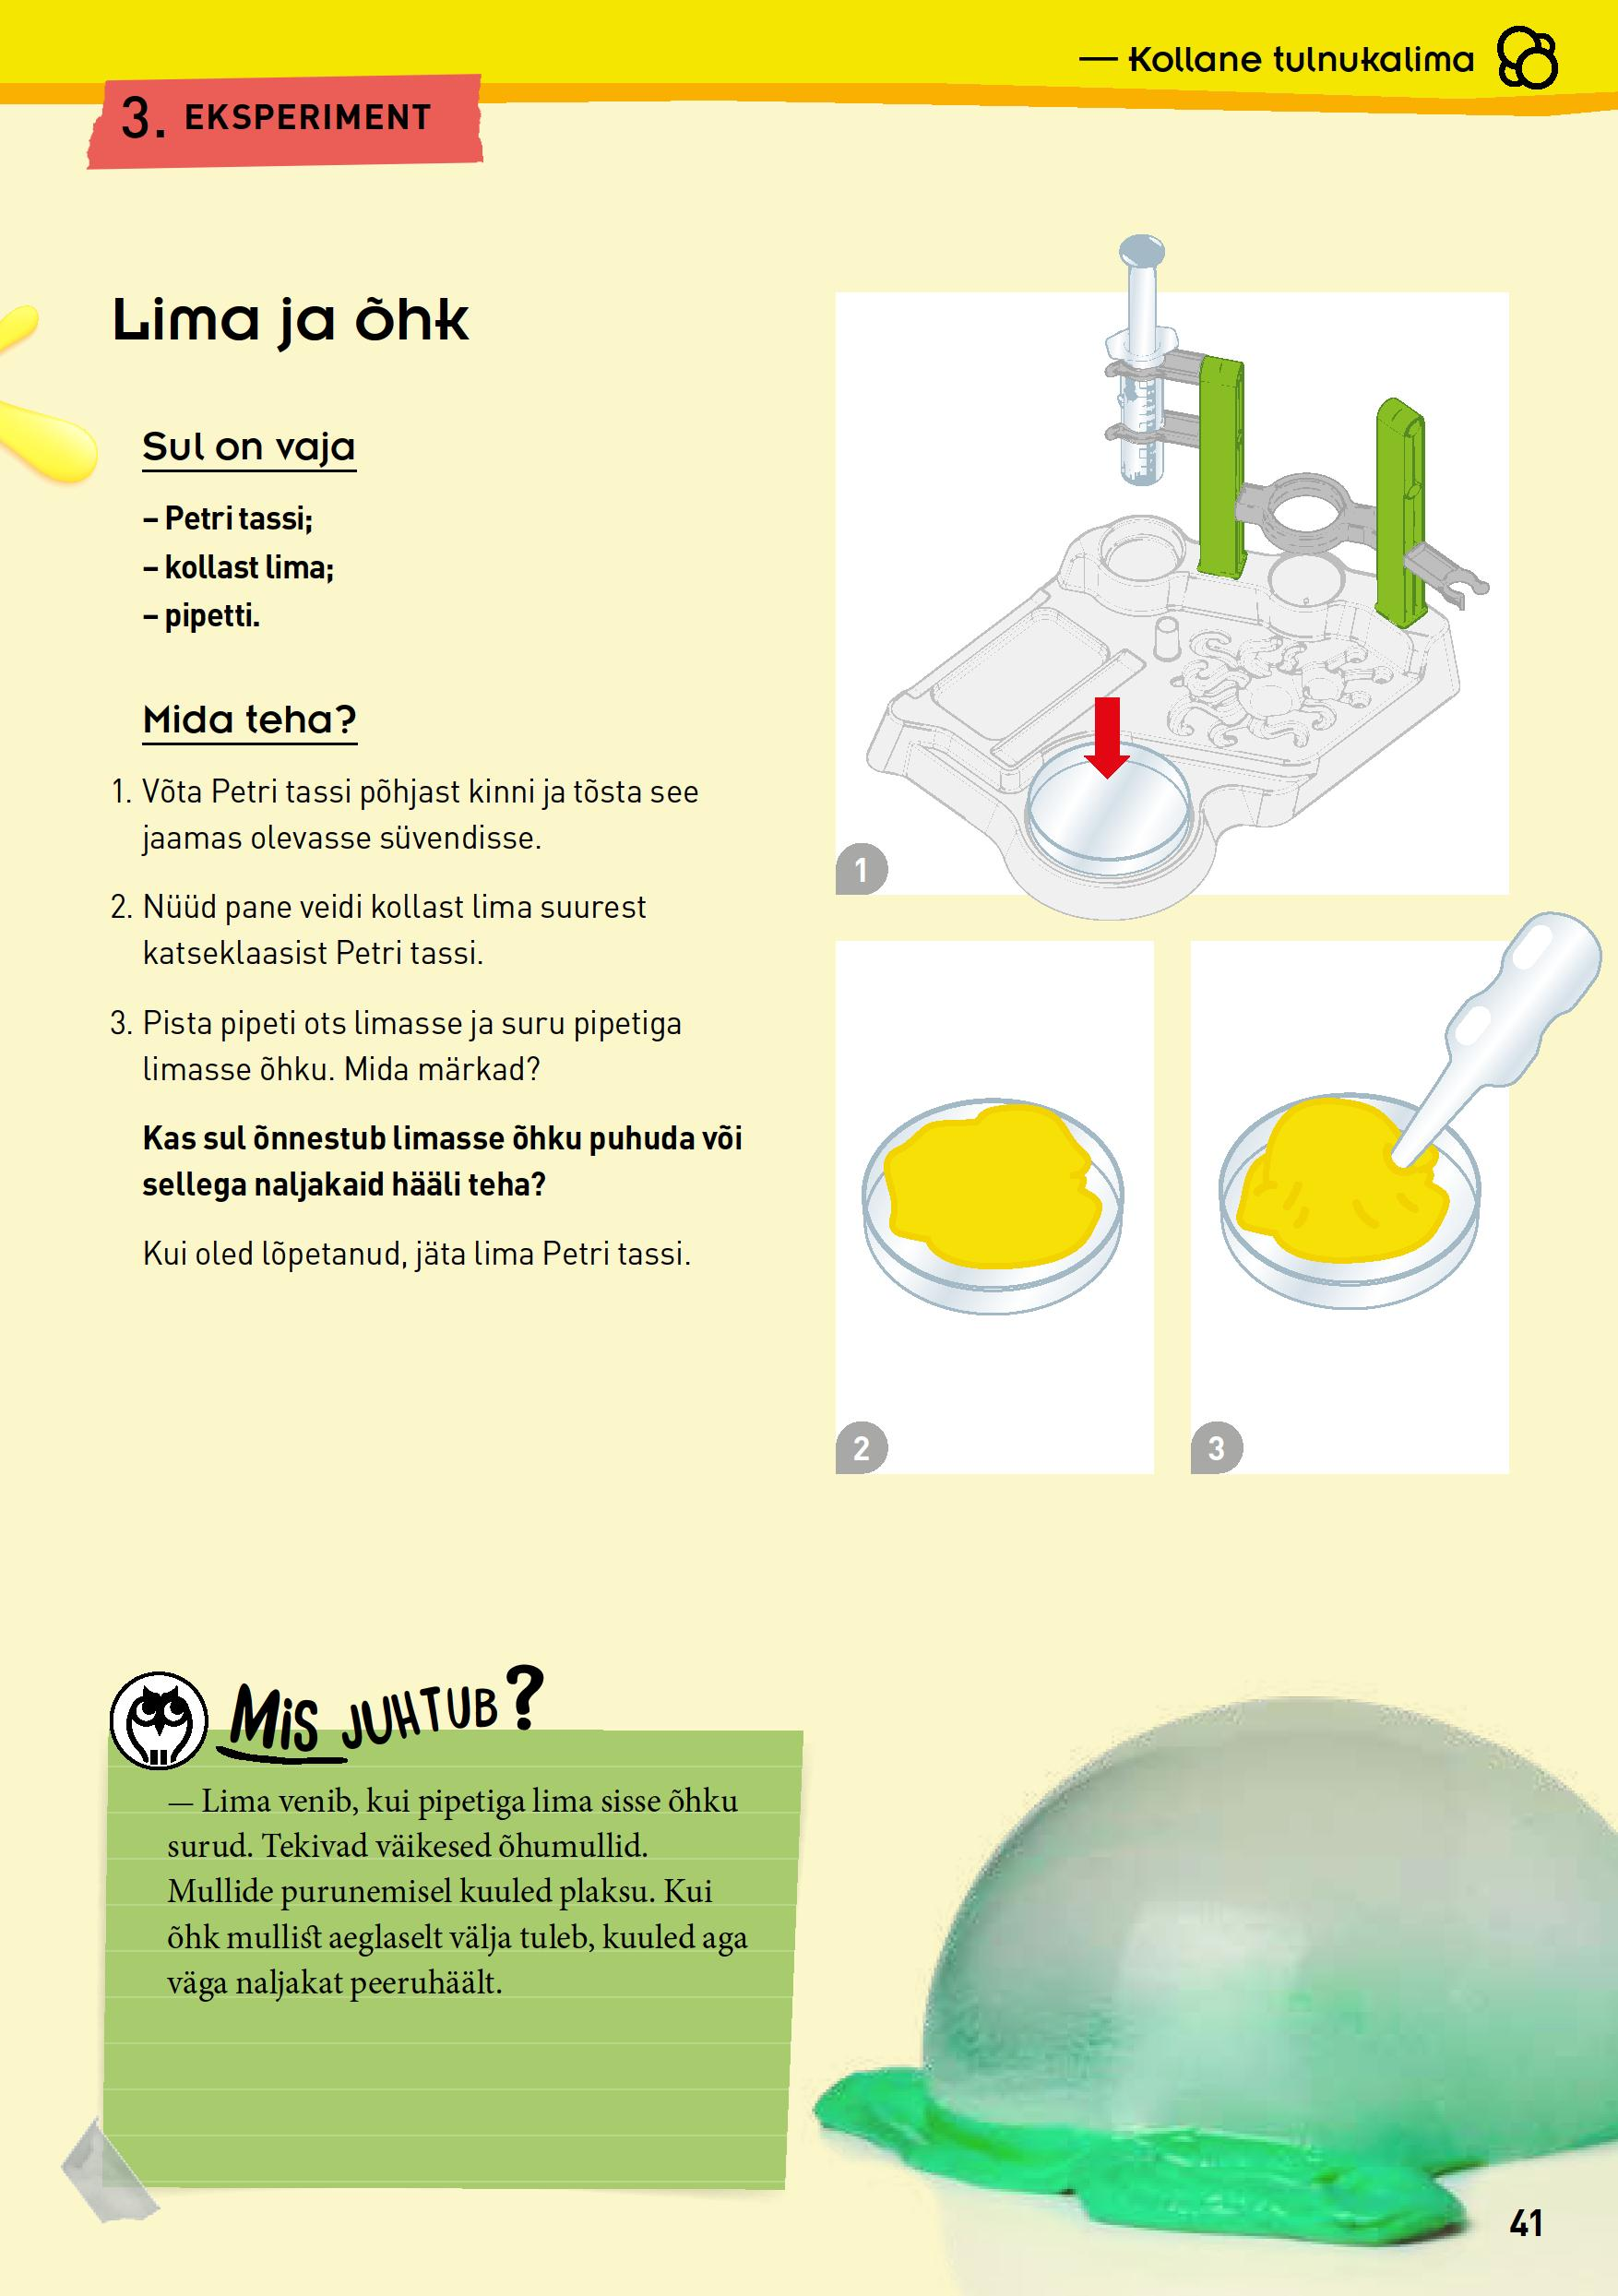 — Kollane tulnukalima
3. EKSPERIMENT
Lima ja õhk
Sul on vaja
– Petri tassi;
– kollast lima;
– pipetti.
Mida teha?
1. Võta Petri tassi põhjast kinni ja tõsta see
jaamas olevasse süvendisse.
2. Nüüd pane veidi kollast lima suurest
katseklaasist Petri tassi.
3. Pista pipeti ots limasse ja suru pipetiga
limasse õhku. Mida märkad?
Kas sul õnnestub limasse õhku puhuda või
sellega naljakaid hääli teha?
Kui oled lõpetanud, jäta lima Petri tassi.
1
2
3
Mis juhtub?
— Lima venib, kui pipetiga lima sisse õhku
surud. Tekivad väikesed õhumullid.
Mullide purunemisel kuuled plaksu. Kui
õhk mullist aeglaselt välja tuleb, kuuled aga
väga naljakat peeruhäält.
41